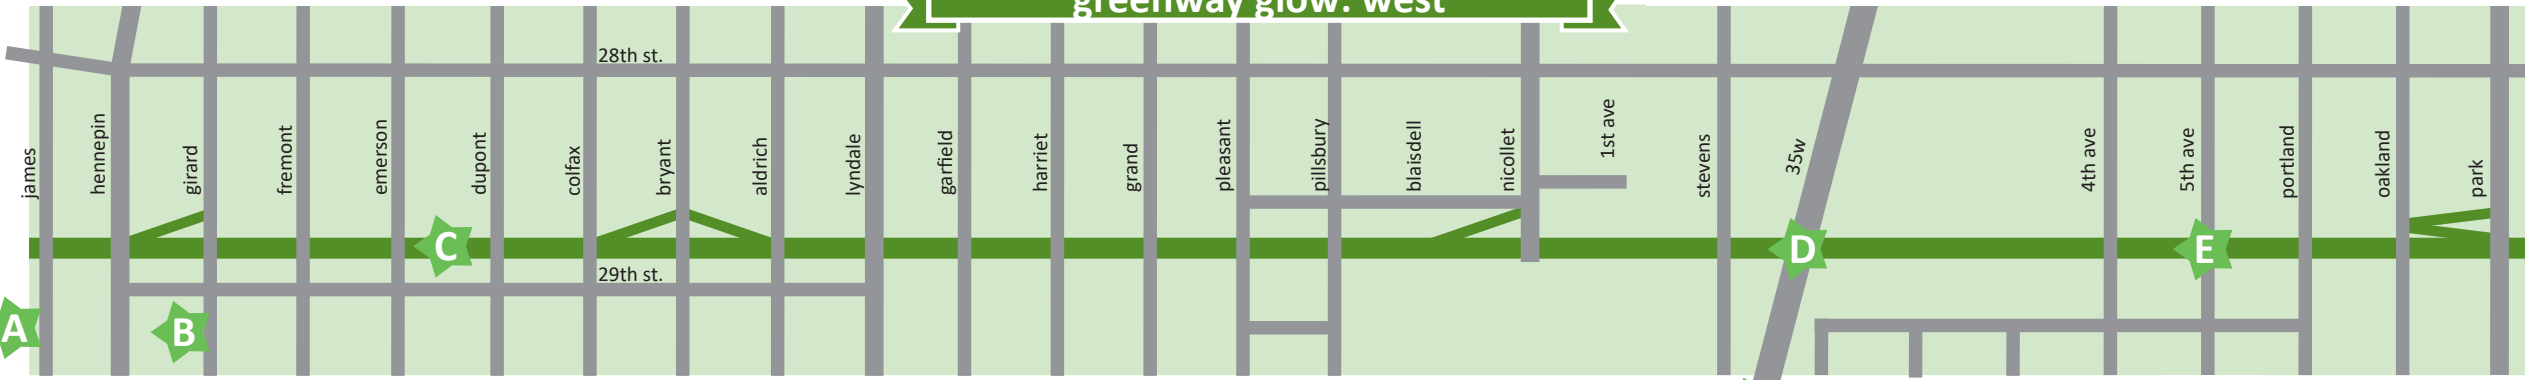 greenway glow: west
28th st.
james
hennepin
girard
fremont
emerson
dupont
colfax
bryant
aldrich
lyndale
garfield
harriet
grand
pleasant
pillsbury
blaisdell
nicollet
1st ave
stevens
35w
4th ave
5th ave
portland
oakland
park
C
D
E
29th st.
A
B